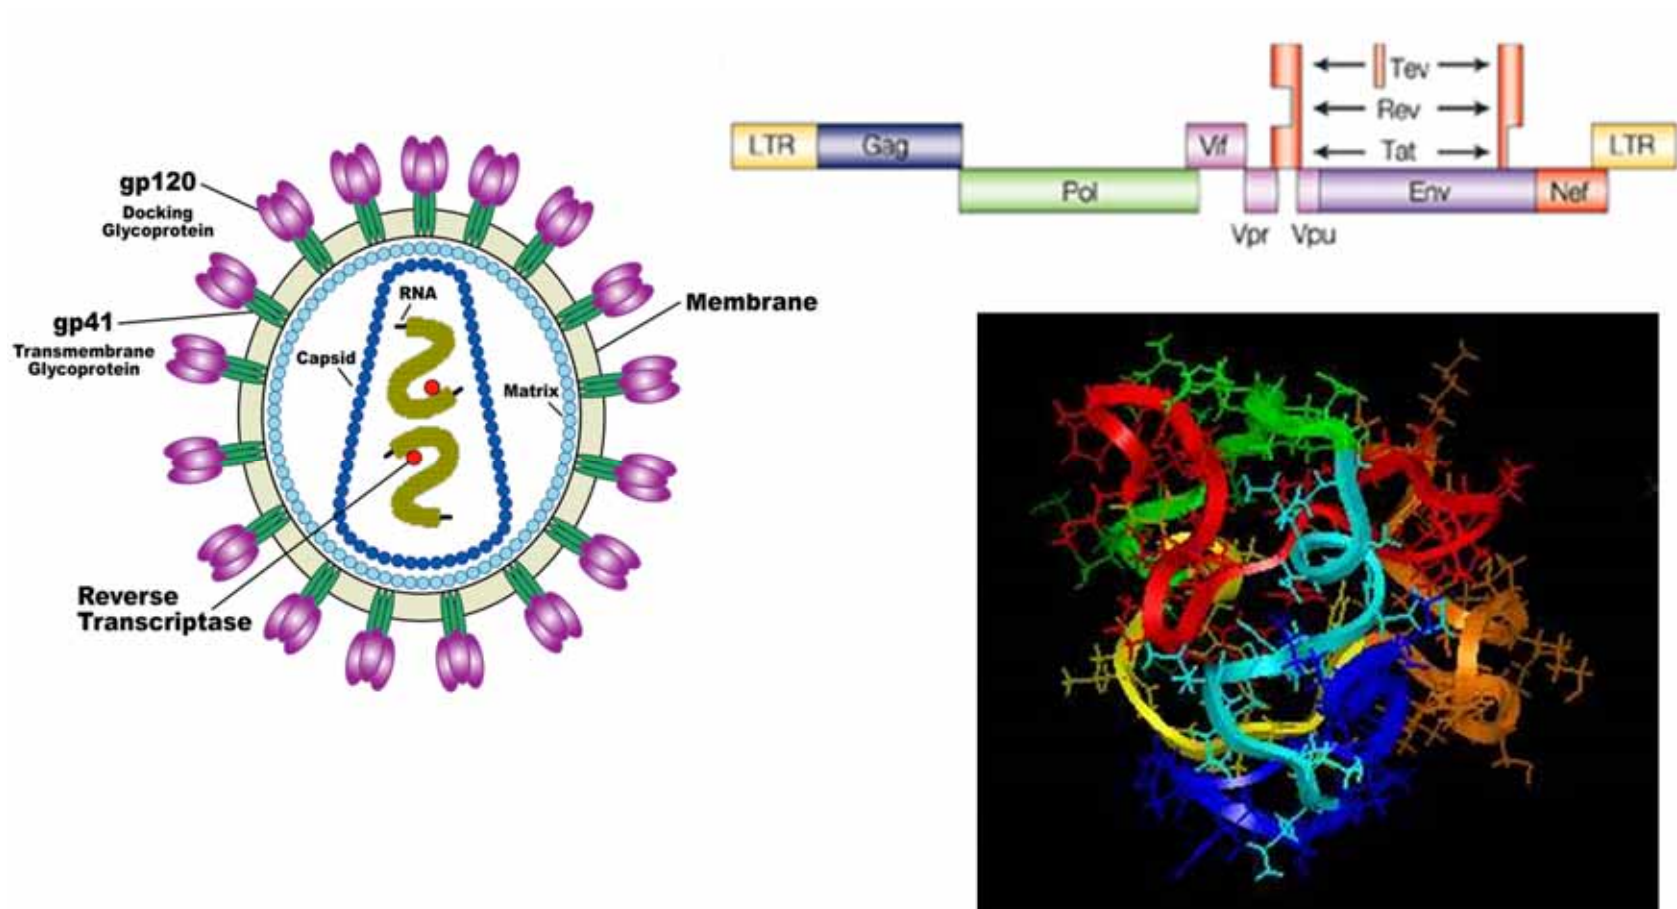 gp120
Docking
Glycoprotein
gp41
Transmembrane
Glycoprotein
RNA
Capsid
Matrix
Membrane
Reverse
Transcriptase
Tev
Rev
LTR Gag Vif Tat LTR
Pol Env Nef
Vpr Vpu